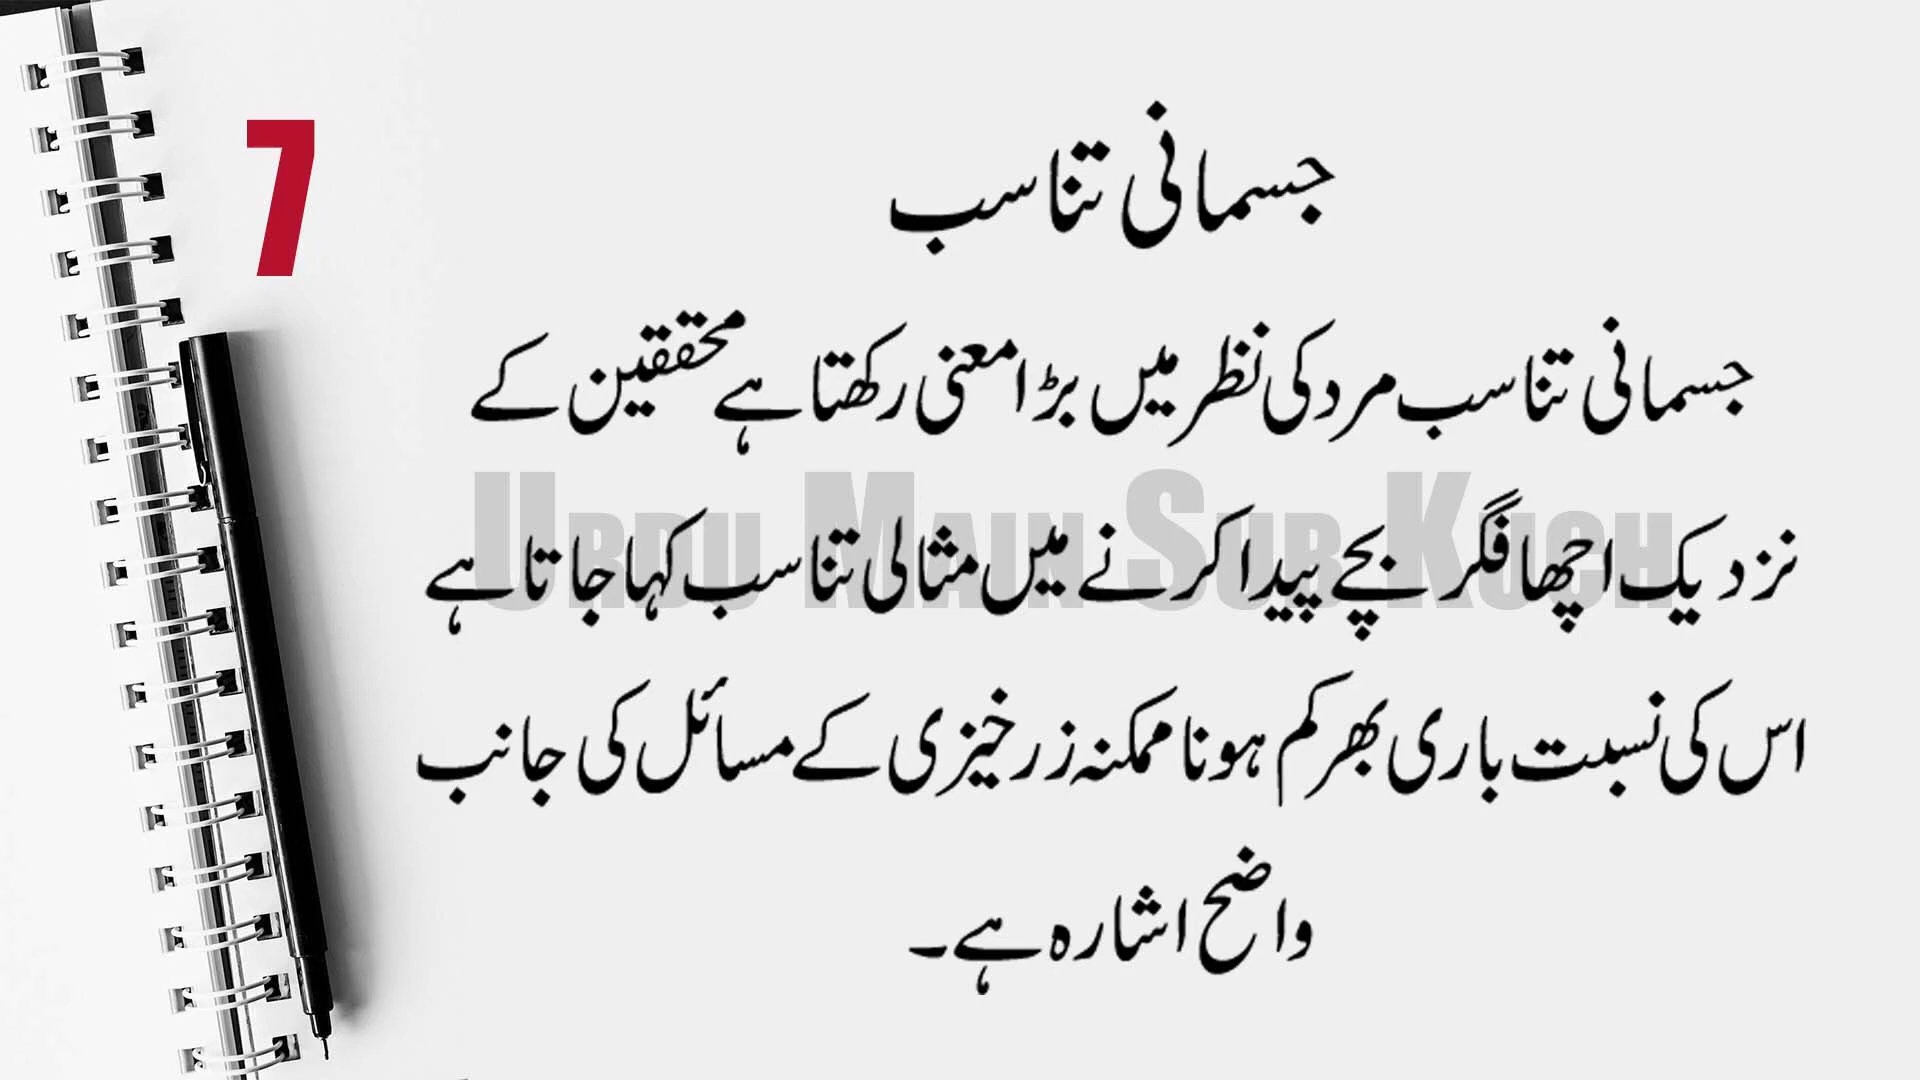 7
جسمانی تناسب
جسمانی تناسب مرد کی نظر میں بڑا معنی رکھتا ہے محققین کے
نزدیک اچھا فگر بچے پیدا کرنے میں مثالی تناسب کہا جاتا ہے
URDU MAIN SUB KUCH
اس کی نسبت باری بھر کم ہونا ممکنہ زرخیزی کے مسائل کی جانب
واضح اشارہ ہے۔